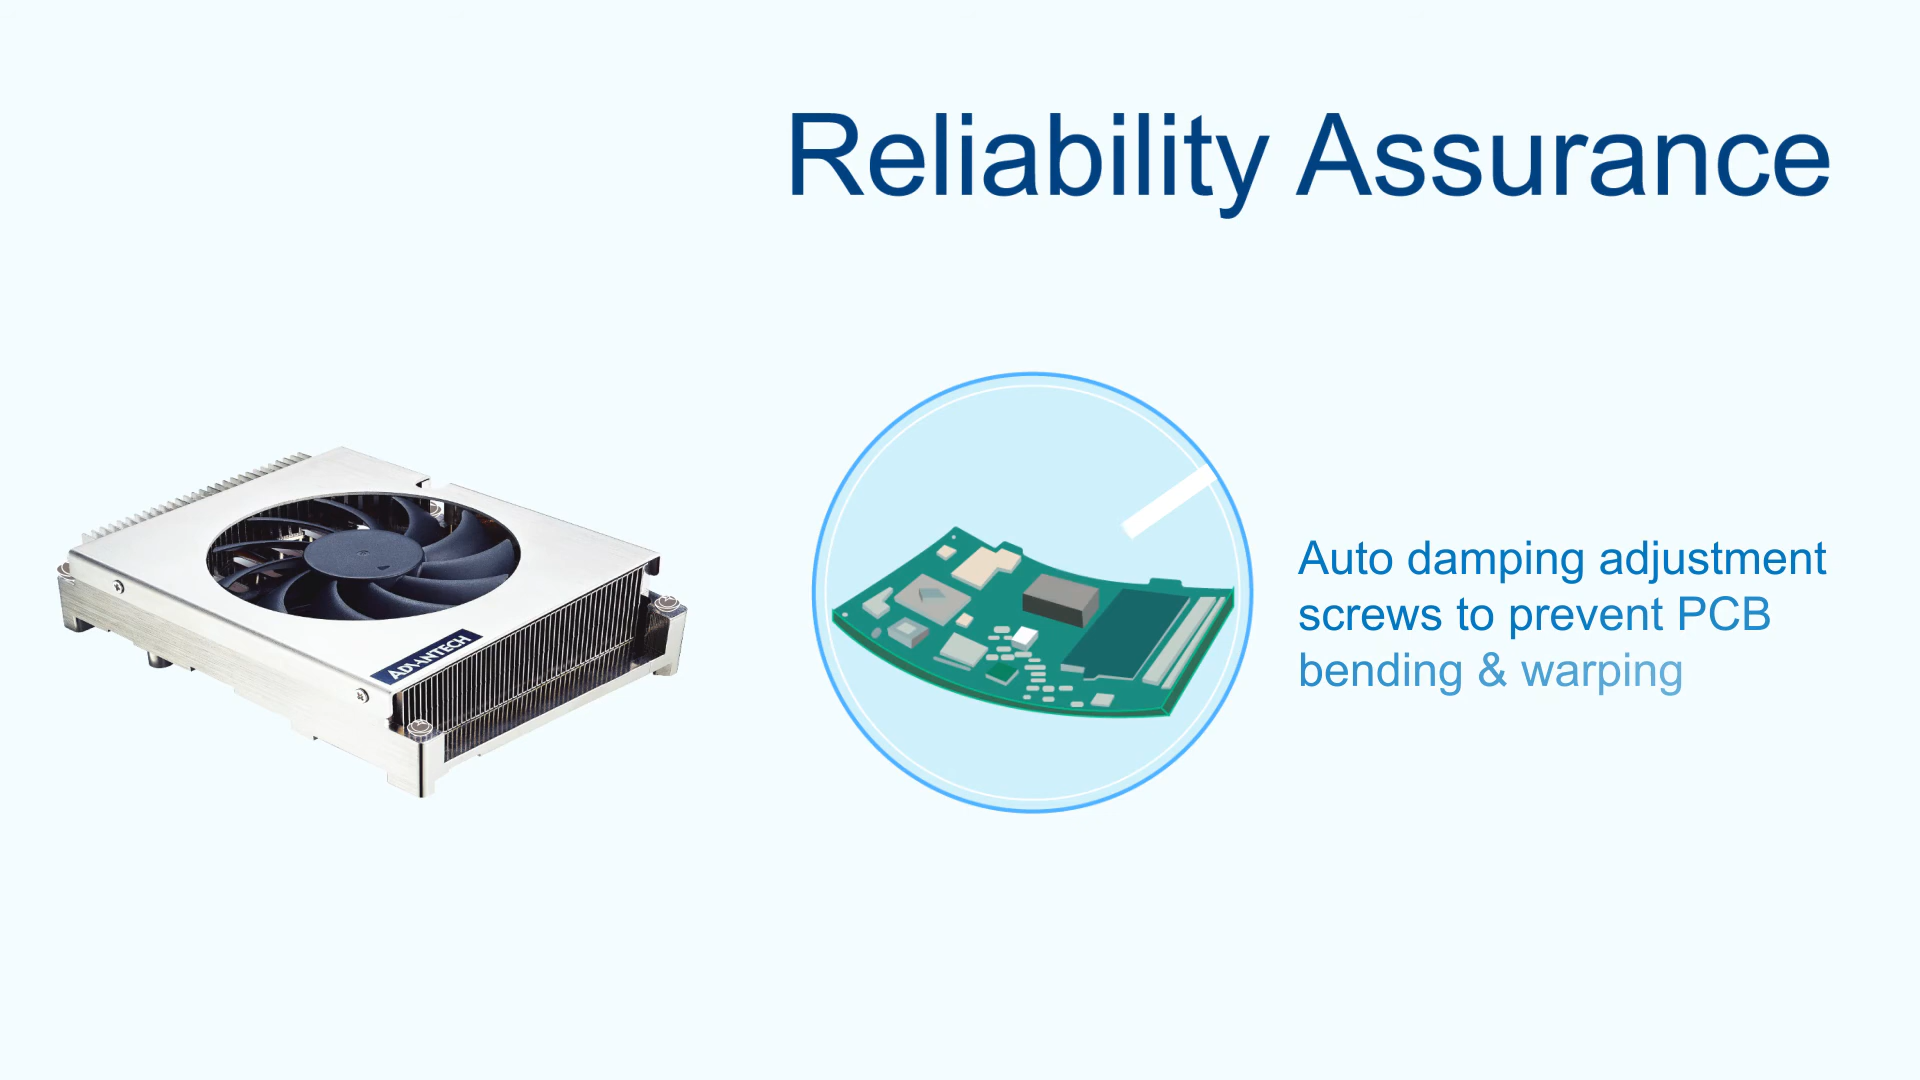 Reliability Assurance
Auto damping adjustment
screws to prevent PCB
bending & warping
ADVANTECH